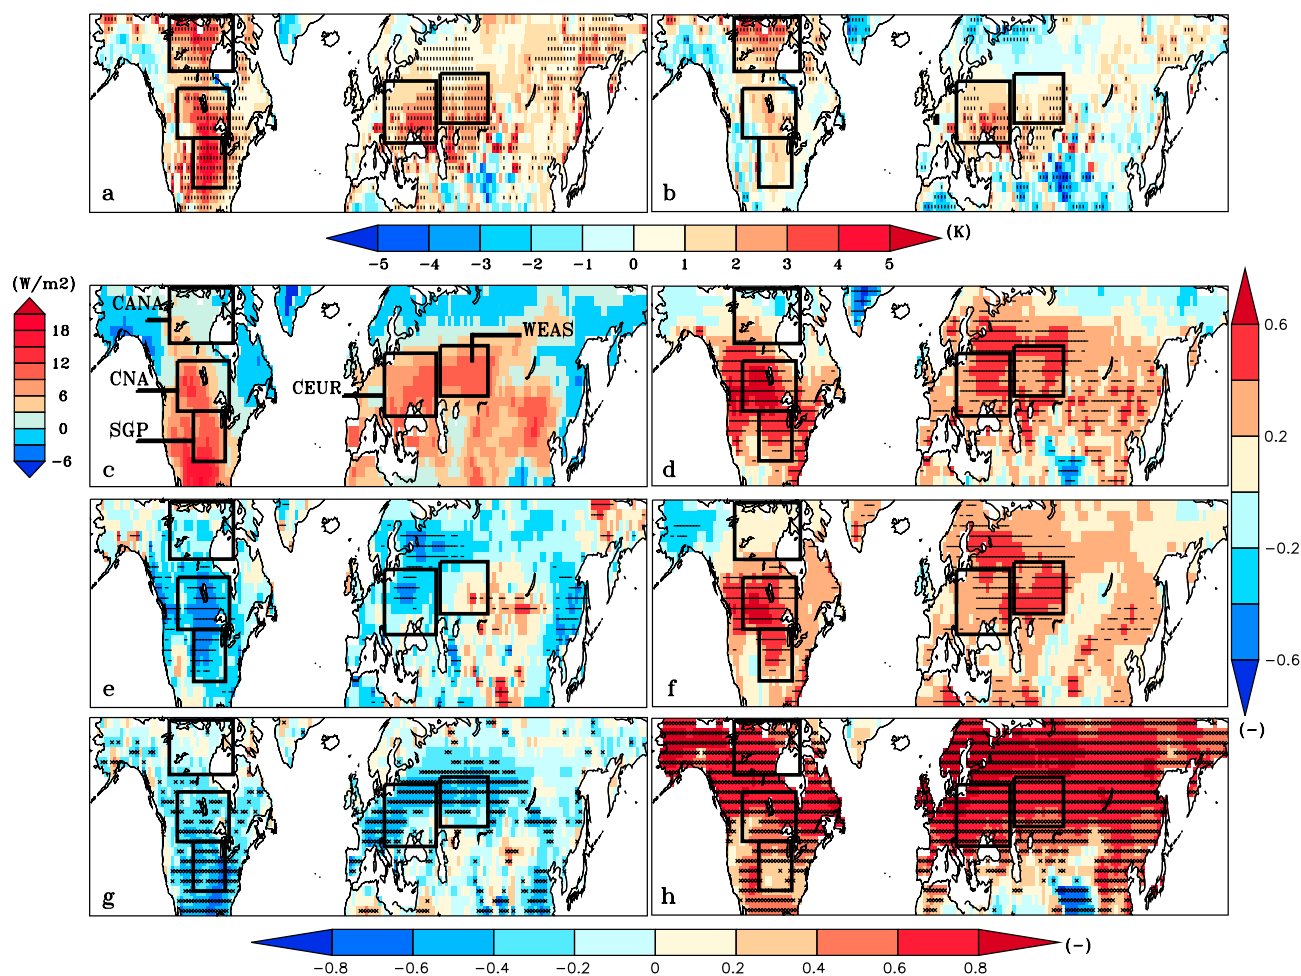 a
b
-5 -4 -3 -2 -1 0 1 2 3 4 5
(K)
(W/m2)
18
12
6
0
-6
CANA
CNA
SGP
CEUR
WEAS
c
d
0.6
0.2
-0.2
-0.6
(-)
e
f
g
h
-0.8 -0.6 -0.4 -0.2 0 0.2 0.4 0.6 0.8
(-)